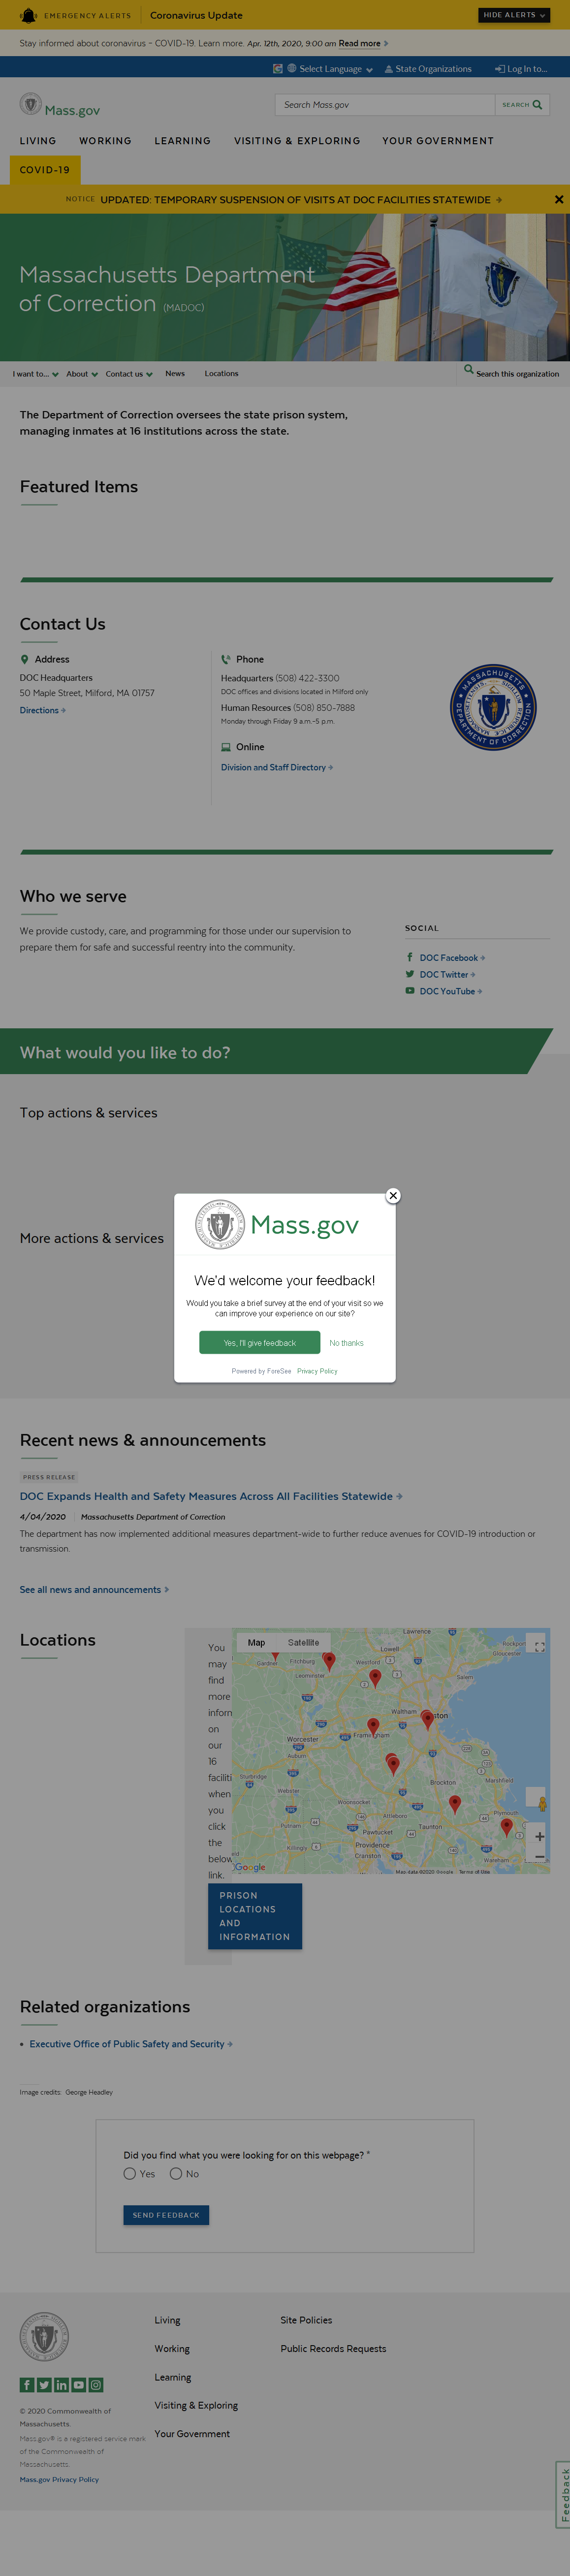 EMERGENCY ALERTS
Coronavirus Update
HIDE ALERTS
Stay informed about coronavirus - COVID-19. Learn more. Apr. 12th, 2020, 9:00 am Read more
Select Language
State Organizations
Log In to...
Mass.gov
Search Mass.gov
SEARCH
LIVING
WORKING
LEARNING
VISITING & EXPLORING
YOUR GOVERNMENT
COVID-19
NOTICE UPDATED: TEMPORARY SUSPENSION OF VISITS AT DOC FACILITIES STATEWIDE
Massachusetts Department
of Correction (MADOC)
I want to...
About
Contact us
News
Locations
Search this organization
The Department of Correction oversees the state prison system,
managing inmates at 16 institutions across the state.
Featured Items
Contact Us
Address
DOC Headquarters
50 Maple Street, Milford, MA 01757
Directions
Phone
Headquarters (508) 422-3300
DOC offices and divisions located in Milford only
Human Resources (508) 850-7888
Monday through Friday 9 a.m.-5 p.m.
Online
Division and Staff Directory
MASSACHUSETTS
DEPARTMENT OF CORRECTION
Who we serve
We provide custody, care, and programming for those under our supervision to
prepare them for safe and successful reentry into the community.
SOCIAL
DOC Facebook
DOC Twitter
DOC YouTube
What would you like to do?
Top actions & services
More actions & services
Mass.gov
We'd welcome your feedback!
Would you take a brief survey at the end of your visit so we
can improve your experience on our site?
Yes, I'll give feedback
No thanks
Powered by ForeSee
Privacy Policy
Recent news & announcements
PRESS RELEASE
DOC Expands Health and Safety Measures Across All Facilities Statewide
4/04/2020
Massachusetts Department of Correction
The department has now implemented additional measures department-wide to further reduce avenues for COVID-19 introduction or
transmission.
See all news and announcements
Locations
You
may
find
more
inform
on
our
16
faciliti
when
you
click
the
below
link.
PRISON
LOCATIONS
AND
INFORMATION
Map
Satellite
Lawrence
Rockport
Gloucester
Lowell
Gardner
Fitchburg
Westford
Leominster
Salem
Waltham
Worcester
Framingham
Auburn
Sturbridge
Webster
Brockton
Marshfield
Woonsocket
Attleboro
Plymouth
Putnam
Pawtucket
Taunton
Killingly
Providence
Cranston
Wareham
Google
Map data ©2020 Google
Terms of Use
Related organizations
Executive Office of Public Safety and Security
Image credits: George Headley
Did you find what you were looking for on this webpage? *
Yes
No
SEND FEEDBACK
Living
Working
Learning
Visiting & Exploring
Your Government
Site Policies
Public Records Requests
© 2020 Commonwealth of
Massachusetts.
Mass.gov® is a registered service mark
of the Commonwealth of
Massachusetts.
Mass.gov Privacy Policy
Feedback